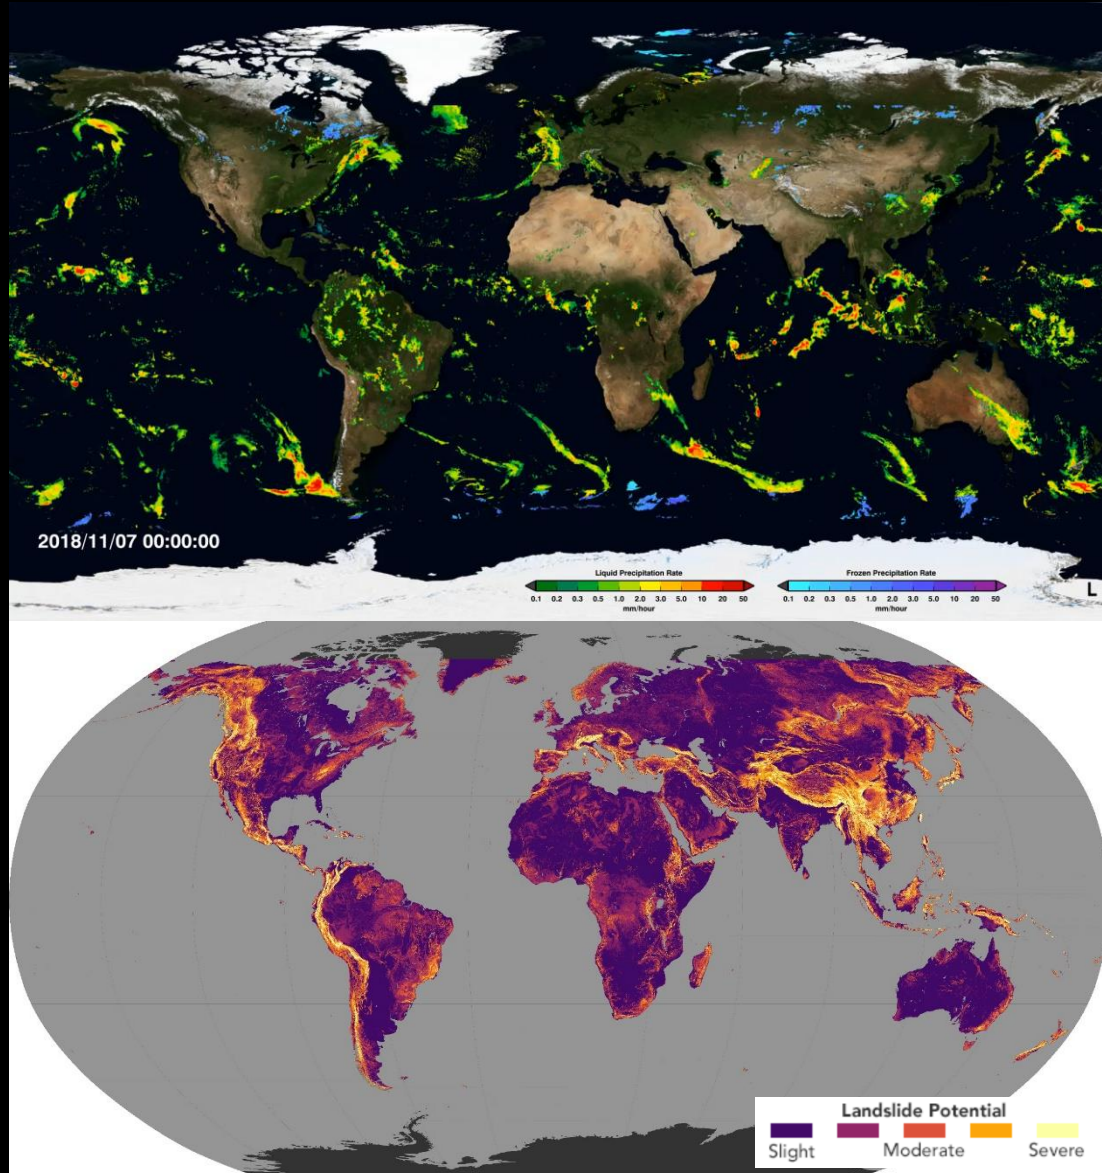 2018/11/07 00:00:00
Liquid Precipitation Rate
0.1 0.2 0.3 0.5 1.0 2.0 3.0 5.0 10 20 50
mm/hour
Frozen Precipitation Rate
0.1 0.2 0.3 0.5 1.0 2.0 3.0 5.0 10 20 50
mm/hour
L
Landslide Potential
Slight Moderate Severe